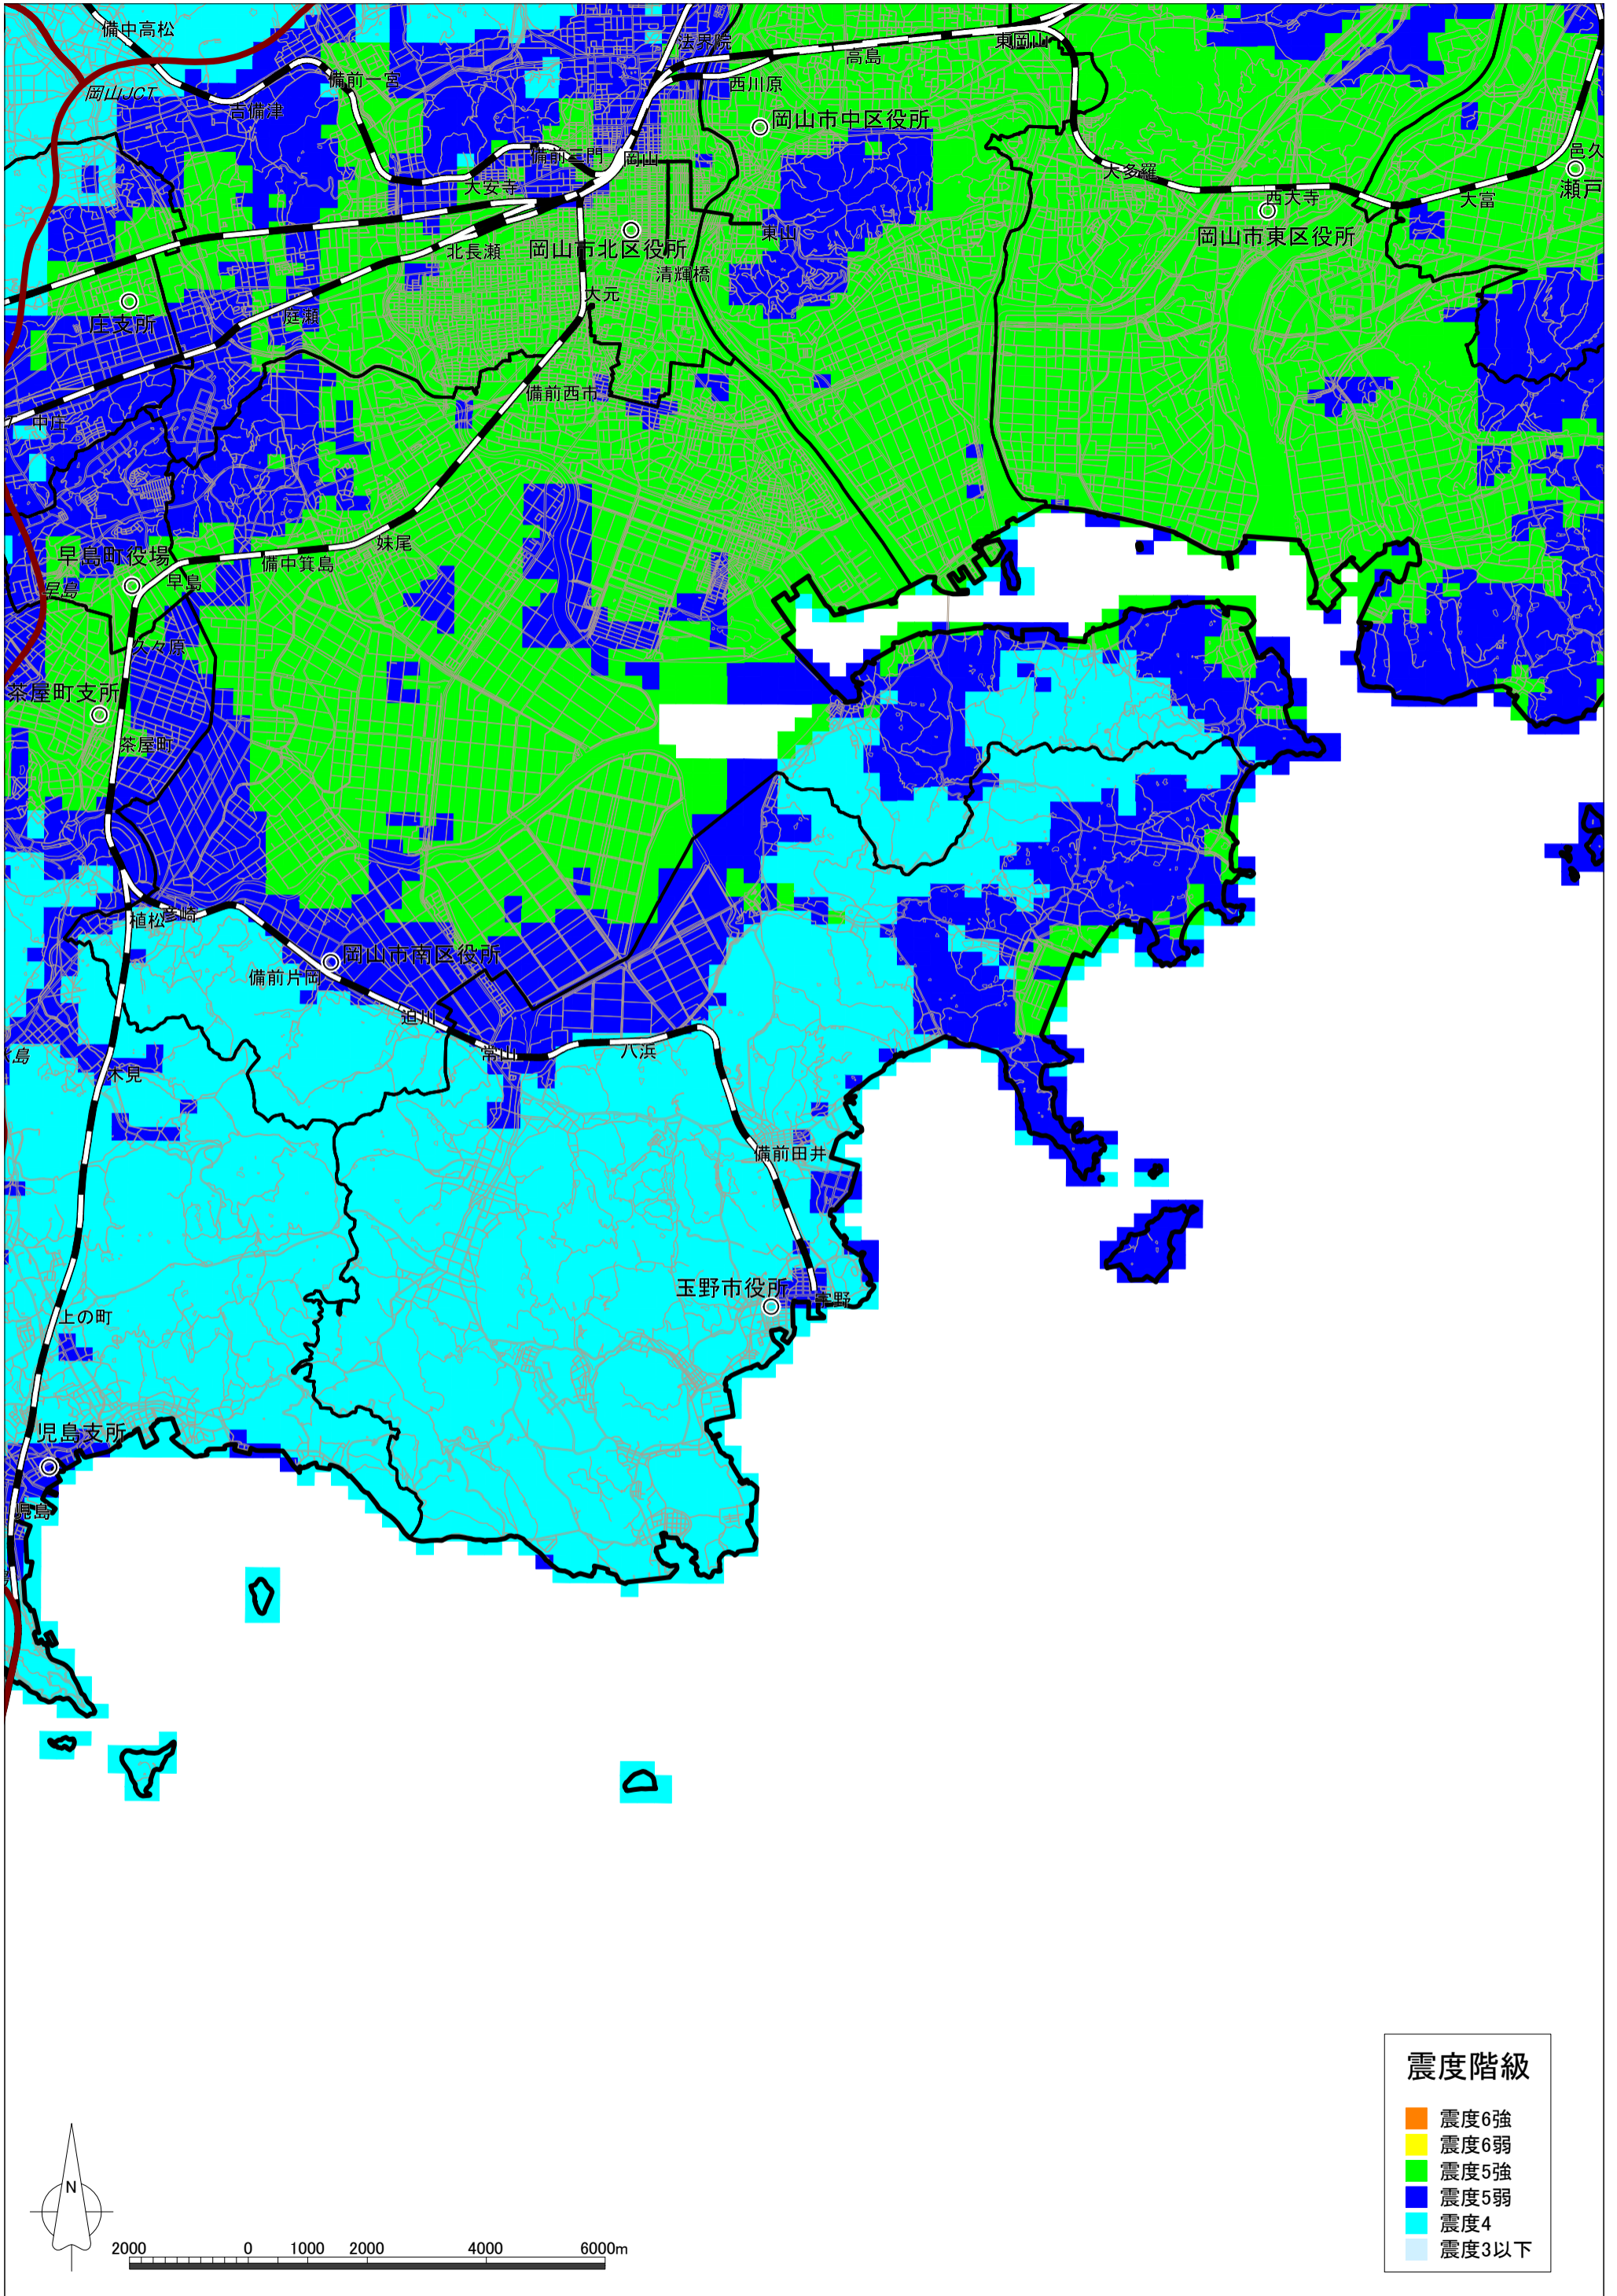 備中高松
法界院
東岡山
高島
備前一宮
西川原
岡山JCT
吉備津
岡山市中区役所
備前三門
岡山
邑久
大安寺
大多羅
瀬戸
西大寺
大富
東山
岡山市東区役所
北長瀬
岡山市北区役所
清輝橋
大元
庄支所
庭瀬
備前西市
中庄
妹尾
早島町役場
備中箕島
早島
早島
久々原
茶屋町支所
茶屋町
植松
彦崎
岡山市南区役所
備前片岡
迫川
常山
八浜
木見
備前田井
玉野市役所
宇野
上の町
児島支所
児島
震度階級
震度6強
震度6弱
震度5強
震度5弱
震度4
震度3以下
N
2000 0 1000 2000 4000 6000m